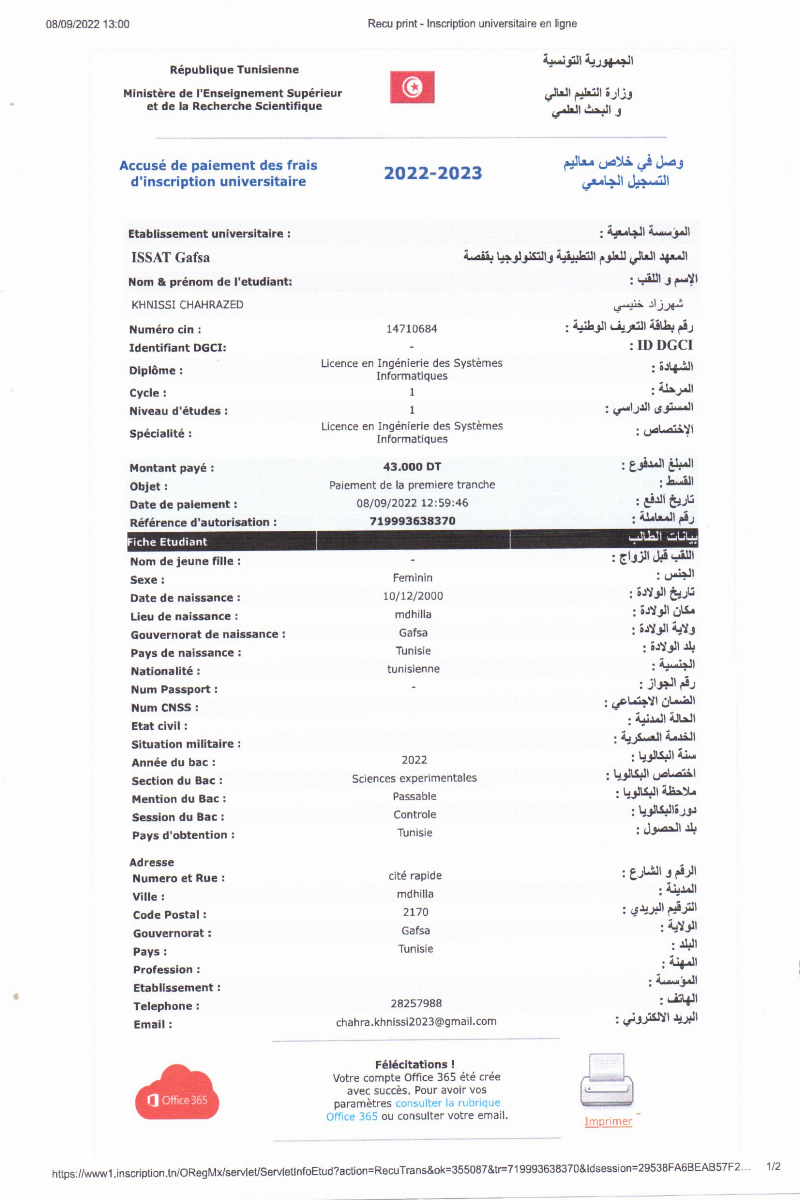 08/09/2022 13:00 Recu print - Inscription universitaire en ligne
République Tunisienne الجمهورية التونسية
Ministère de l'Enseignement Supérieur وزارة التعليم العالي
et de la Recherche Scientifique و البحث العلمي
Accusé de paiement des frais 2022-2023 وصل في خلاص معاليم
d'inscription universitaire التسجيل الجامعي
Etablissement universitaire : المؤسسة الجامعية :
ISSAT Gafsa المعهد العالي للعلوم التطبيقية والتكنولوجيا بقفصة
Nom & prénom de l'etudiant: الإسم و اللقب :
KHNISSI CHAHRAZED شهرزاد خنيسي
Numéro cin : 14710684 رقم بطاقة التعريف الوطنية :
Identifiant DGCI: - ID DGCI :
Diplôme : Licence en Ingénierie des Systèmes الشهادة :
Informatiques
Cycle : 1 المرحلة :
Niveau d'études : 1 المستوى الدراسي :
Spécialité : Licence en Ingénierie des Systèmes الإختصاص :
Informatiques
Montant payé : 43.000 DT المبلغ المدفوع :
Objet : Paiement de la premiere tranche القسط :
Date de paiement : 08/09/2022 12:59:46 تاريخ الدفع :
Référence d'autorisation : 719993638370 رقم المعاملة :
Fiche Etudiant بيانات الطالب
Nom de jeune fille : - اللقب قبل الزواج :
Sexe : Feminin الجنس :
Date de naissance : 10/12/2000 تاريخ الولادة :
Lieu de naissance : mdhilla مكان الولادة :
Gouvernorat de naissance : Gafsa ولاية الولادة :
Pays de naissance : Tunisie بلد الولادة :
Nationalité : tunisienne الجنسية :
Num Passport : - رقم الجواز :
Num CNSS : الضمان الاجتماعي :
Etat civil : الحالة المدنية :
Situation militaire : الخدمة العسكرية :
Année du bac : 2022 سنة البكالويا :
Section du Bac : Sciences experimentales اختصاص البكالويا :
Mention du Bac : Passable ملاحظة البكالويا :
Session du Bac : Controle دورةالبكالويا :
Pays d'obtention : Tunisie بلد الحصول :
Adresse
Numero et Rue : cité rapide الرقم و الشارع :
Ville : mdhilla المدينة :
Code Postal : 2170 الترقيم البريدي :
Gouvernorat : Gafsa الولاية :
Pays : Tunisie البلد :
Profession : المهنة :
Etablissement : المؤسسة :
Telephone : 28257988 الهاتف :
Email : chahra.khnissi2023@gmail.com البريد الالكتروني :
Félécitations !
Votre compte Office 365 été crée
avec succès. Pour avoir vos
paramètres consulter la rubrique
Office 365 ou consulter votre email.
Office 365
Imprimer
https://www1.inscription.tn/ORegMx/servlet/ServletInfoEtud?action=RecuTrans&ok=355087&tr=719993638370&Idsession=29538FA6BEAB57F2... 1/2